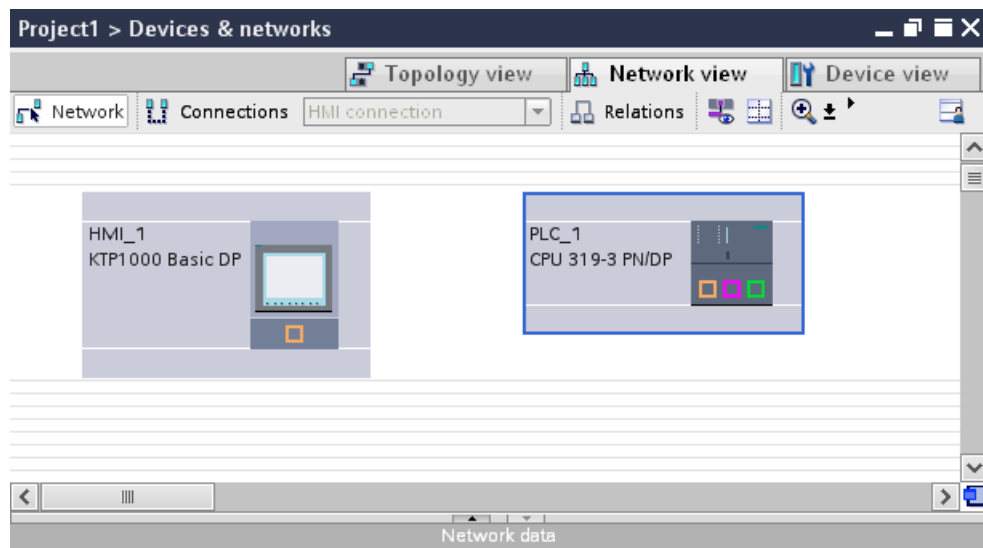 Project1 > Devices & networks
Topology view
Network view
Device view
Network
Connections
HMI connection
Relations
HMI_1
KTP1000 Basic DP
PLC_1
CPU 319-3 PN/DP
Network data